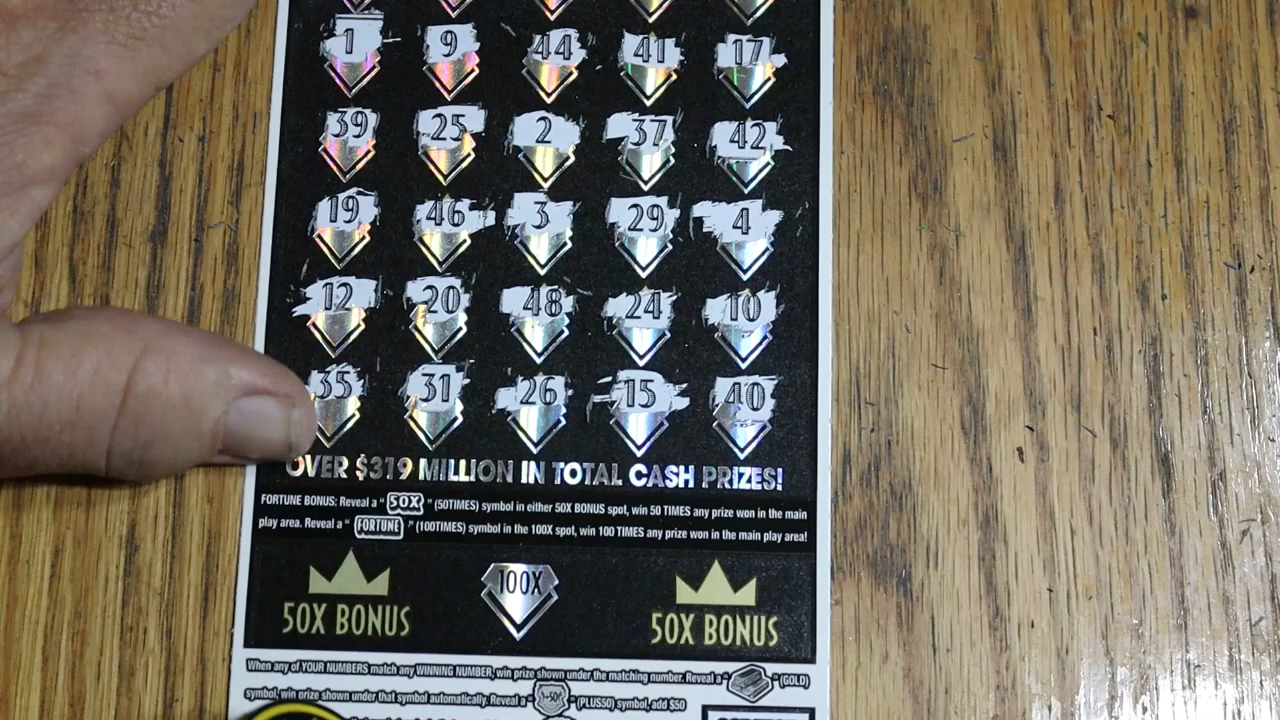 1 9 44 41 17
39 25 2 37 42
19 46 3 29 4
12 20 48 24 10
35 31 26 15 40
OVER $319 MILLION IN TOTAL CASH PRIZES!
FORTUNE BONUS: Reveal a "50X" (50TIMES) symbol in either 50X BONUS spot, win 50 TIMES any prize won in the main
play area. Reveal a "FORTUNE" (100TIMES) symbol in the 100X spot, win 100 TIMES any prize won in the main play area!
50X BONUS 100X 50X BONUS
When any of YOUR NUMBERS match any WINNING NUMBER, win prize shown under the matching number. Reveal a " " (GOLD)
symbol, win prize shown under that symbol automatically. Reveal a "+50" (PLUS50) symbol, add $50